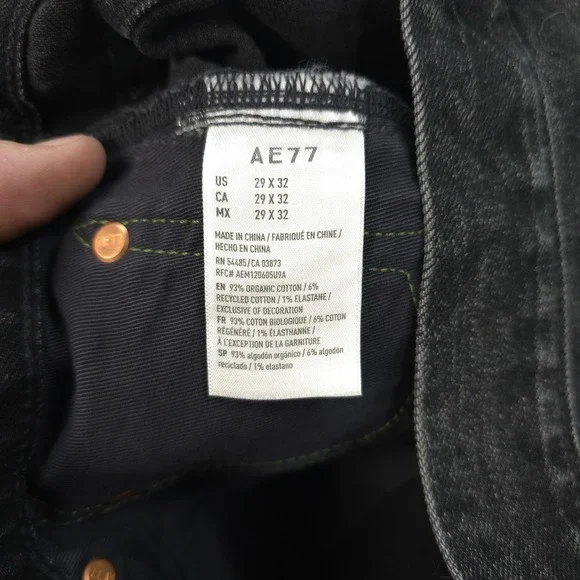 AE77
US 29 X 32
CA 29 X 32
MX 29 X 32
MADE IN CHINA / FABRIQUÉ EN CHINE /
HECHO EN CHINA
RN 54485/CA 03873
RFC# AEM120605U9A
EN 93% ORGANIC COTTON / 6%
RECYCLED COTTON / 1% ELASTANE /
EXCLUSIVE OF DECORATION
FR 93% COTON BIOLOGIQUE / 6% COTON
RÉGÉNÉRÉ / 1% ÉLASTHANNE /
À L'EXCEPTION DE LA GARNITURE
SP 93% algodón orgánico / 6% algodón
reciclado / 1% elastano